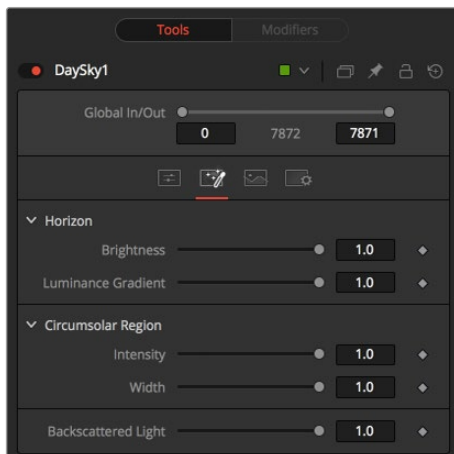 Tools Modifiers
DaySky1
Global In/Out
0 7872 7871
Horizon
Brightness 1.0
Luminance Gradient 1.0
Circumsolar Region
Intensity 1.0
Width 1.0
Backscattered Light 1.0